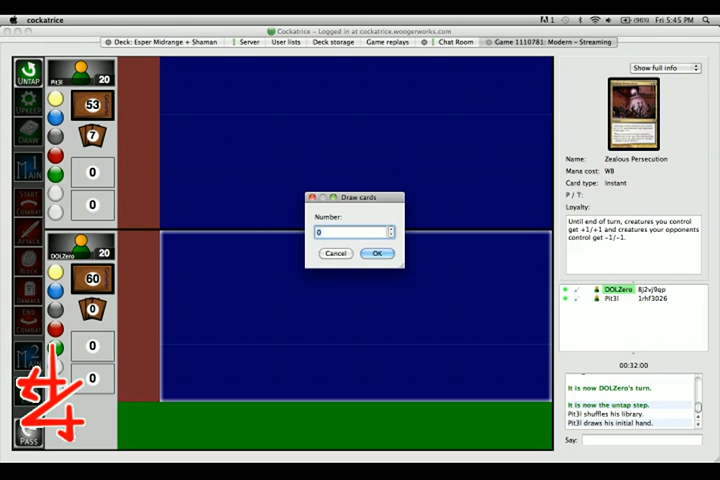 cockatrice
1
(96%)
Fri 5:45 PM
Cockatrice - Logged in at cockatrice.woogerworks.com
Deck: Esper Midrange + Shaman
Server
User lists
Deck storage
Game replays
Chat Room
Game 1110781: Modern - Streaming
UNTAP
UPKEEP
DRAW
M1
MAIN
START
COMBAT
ATTACK
BLOCK
DAMAGE
END
COMBAT
M2
MAIN
PASS
Pit3l
20
53
7
0
0
DOLZero
20
60
0
0
0
Draw cards
Number:
0
Cancel
OK
Show full info
Name: Zealous Persecution
Mana cost: WB
Card type: Instant
P / T:
Loyalty:
Until end of turn, creatures you control
get +1/+1 and creatures your opponents
control get -1/-1.
DOLZero 8j2vj9qp
Pit3l 1rhf3026
00:32:00
It is now DOLZero's turn.
It is now the untap step.
Pit3l shuffles his library.
Pit3l draws his initial hand.
Say: